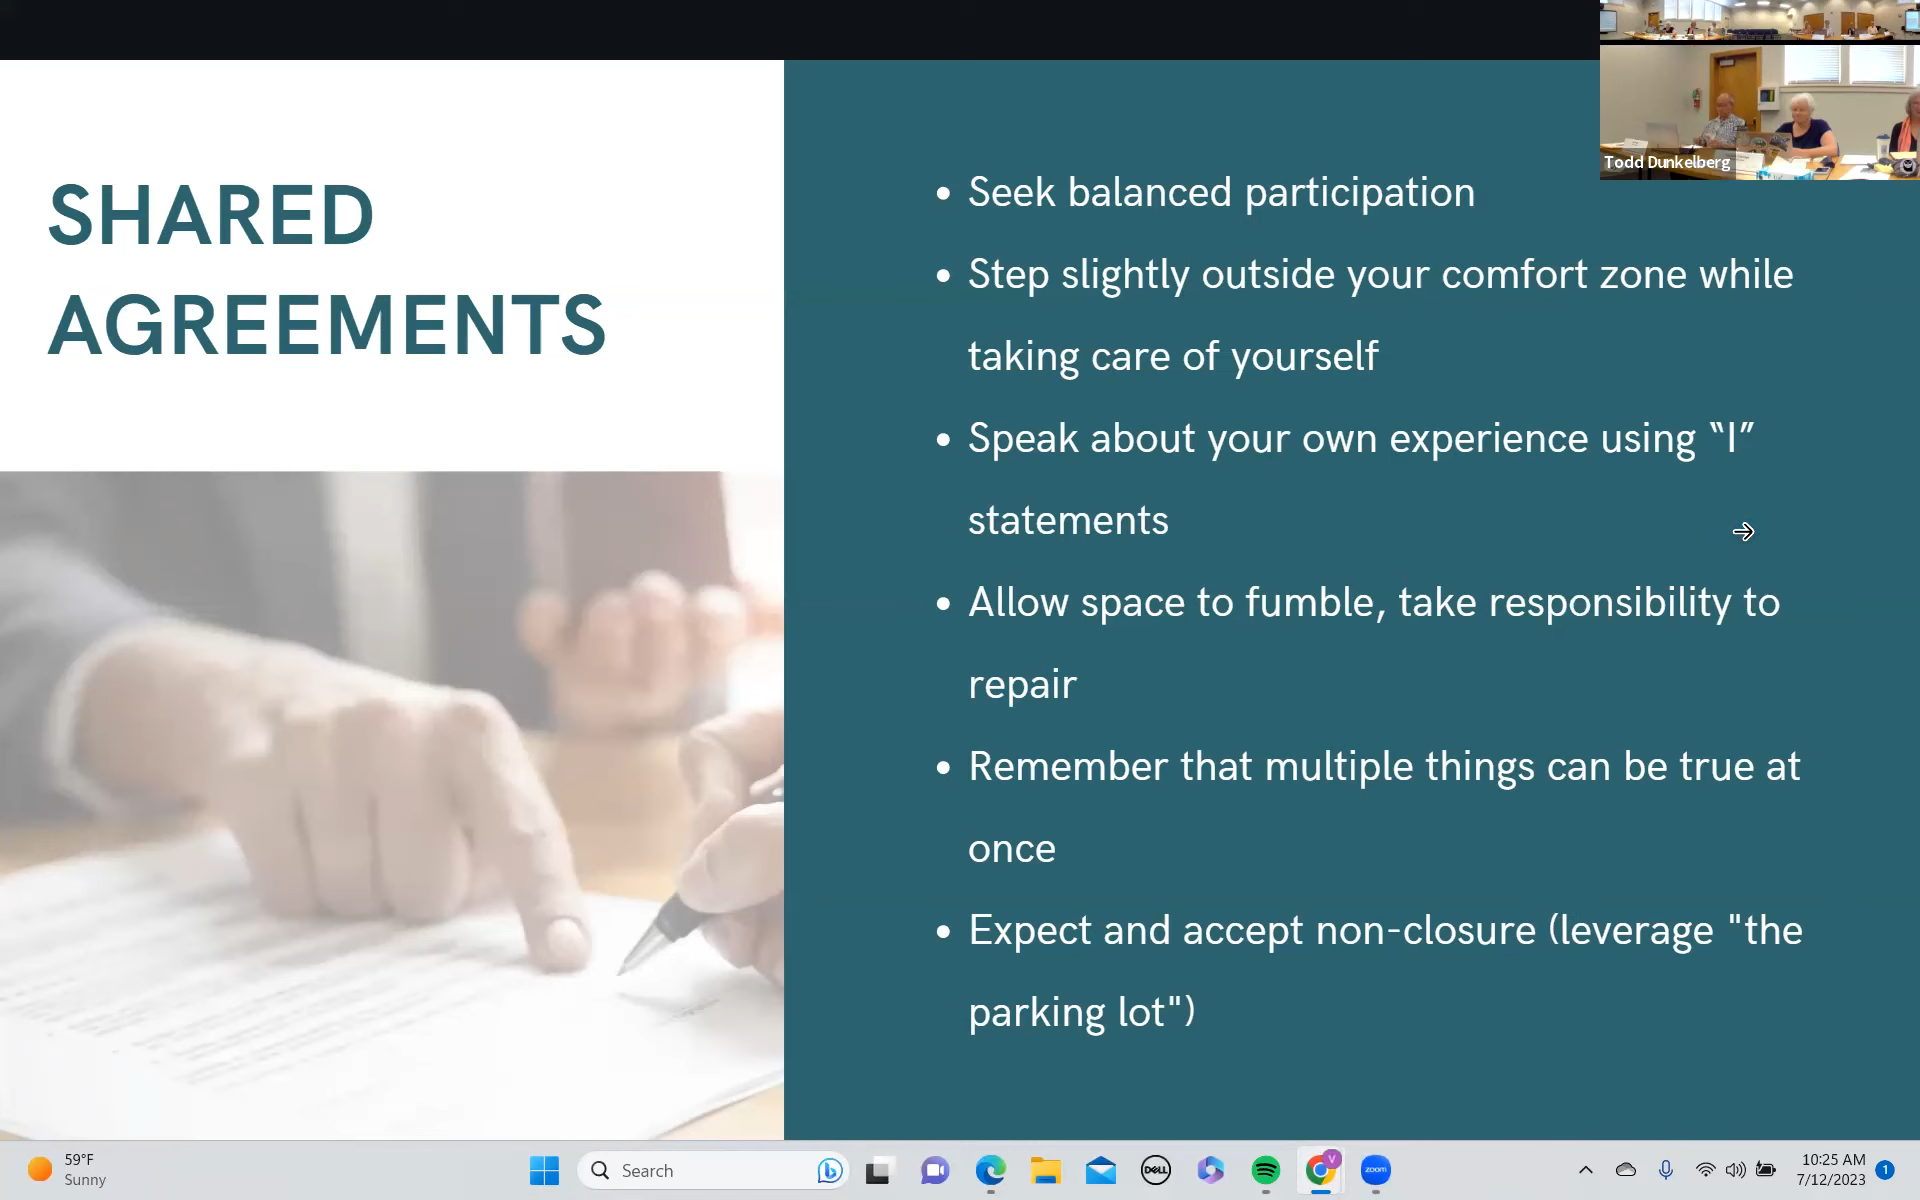 Todd Dunkelberg
SHARED
AGREEMENTS
• Seek balanced participation
• Step slightly outside your comfort zone while
taking care of yourself
• Speak about your own experience using “I”
statements
• Allow space to fumble, take responsibility to
repair
• Remember that multiple things can be true at
once
• Expect and accept non-closure (leverage "the
parking lot")
59°F
Sunny
Search
DELL
V
zoom
10:25 AM
7/12/2023
1